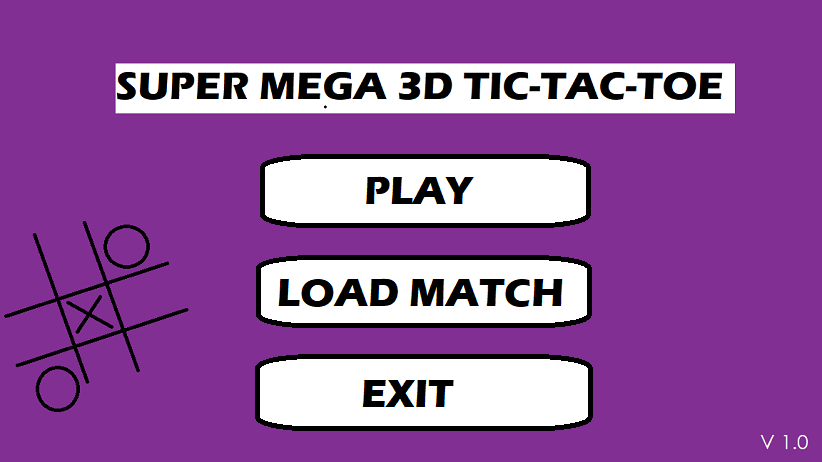 SUPER MEGA 3D TIC-TAC-TOE
PLAY
LOAD MATCH
EXIT
V 1.0